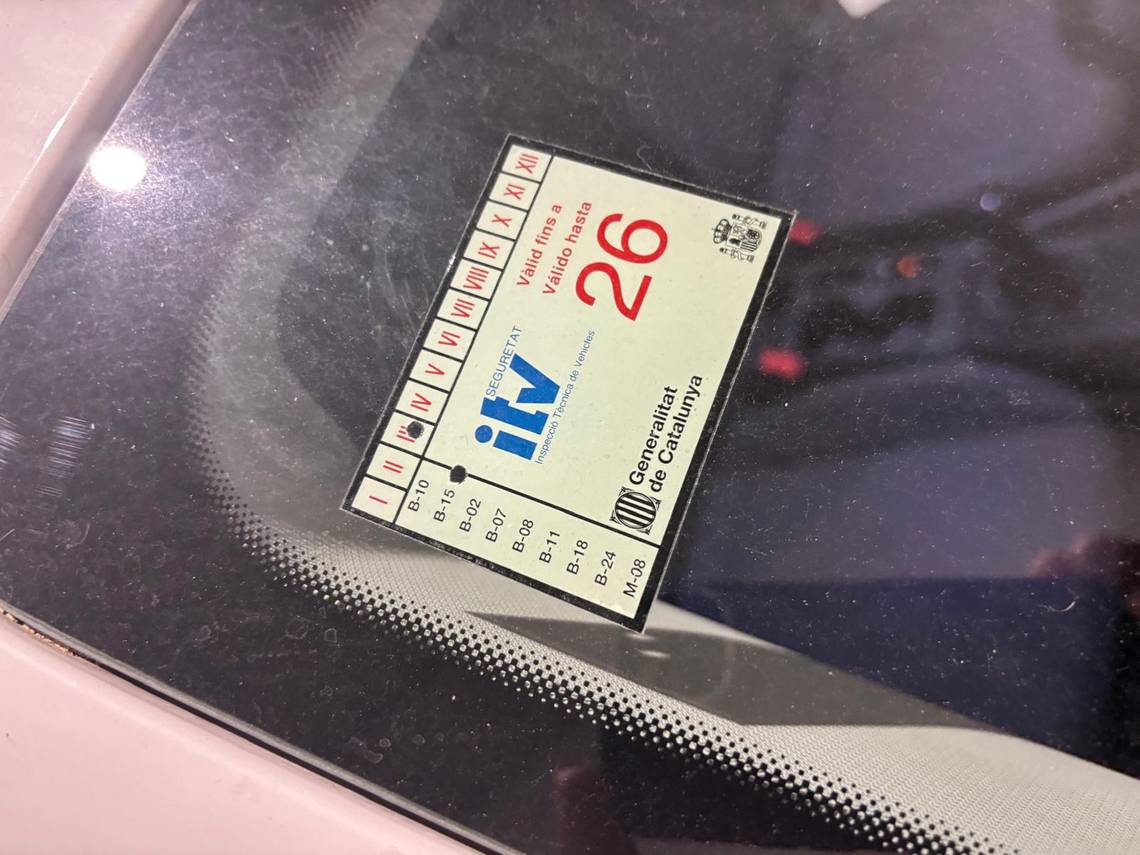 I II III IV V VI VII VIII IX X XI XII
B-10
B-15
B-02
B-07
B-08
B-11
B-18
B-24
M-08
itv
SEGURETAT
Inspecció Tècnica de Vehicles
Vàlid fins a
Válido hasta
26
Generalitat
de Catalunya